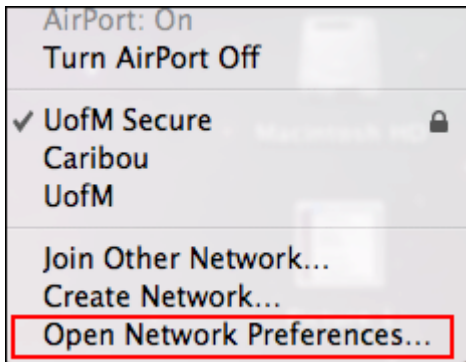 AirPort: On
Turn AirPort Off
UofM Secure
Caribou
UofM
Join Other Network...
Create Network...
Open Network Preferences...